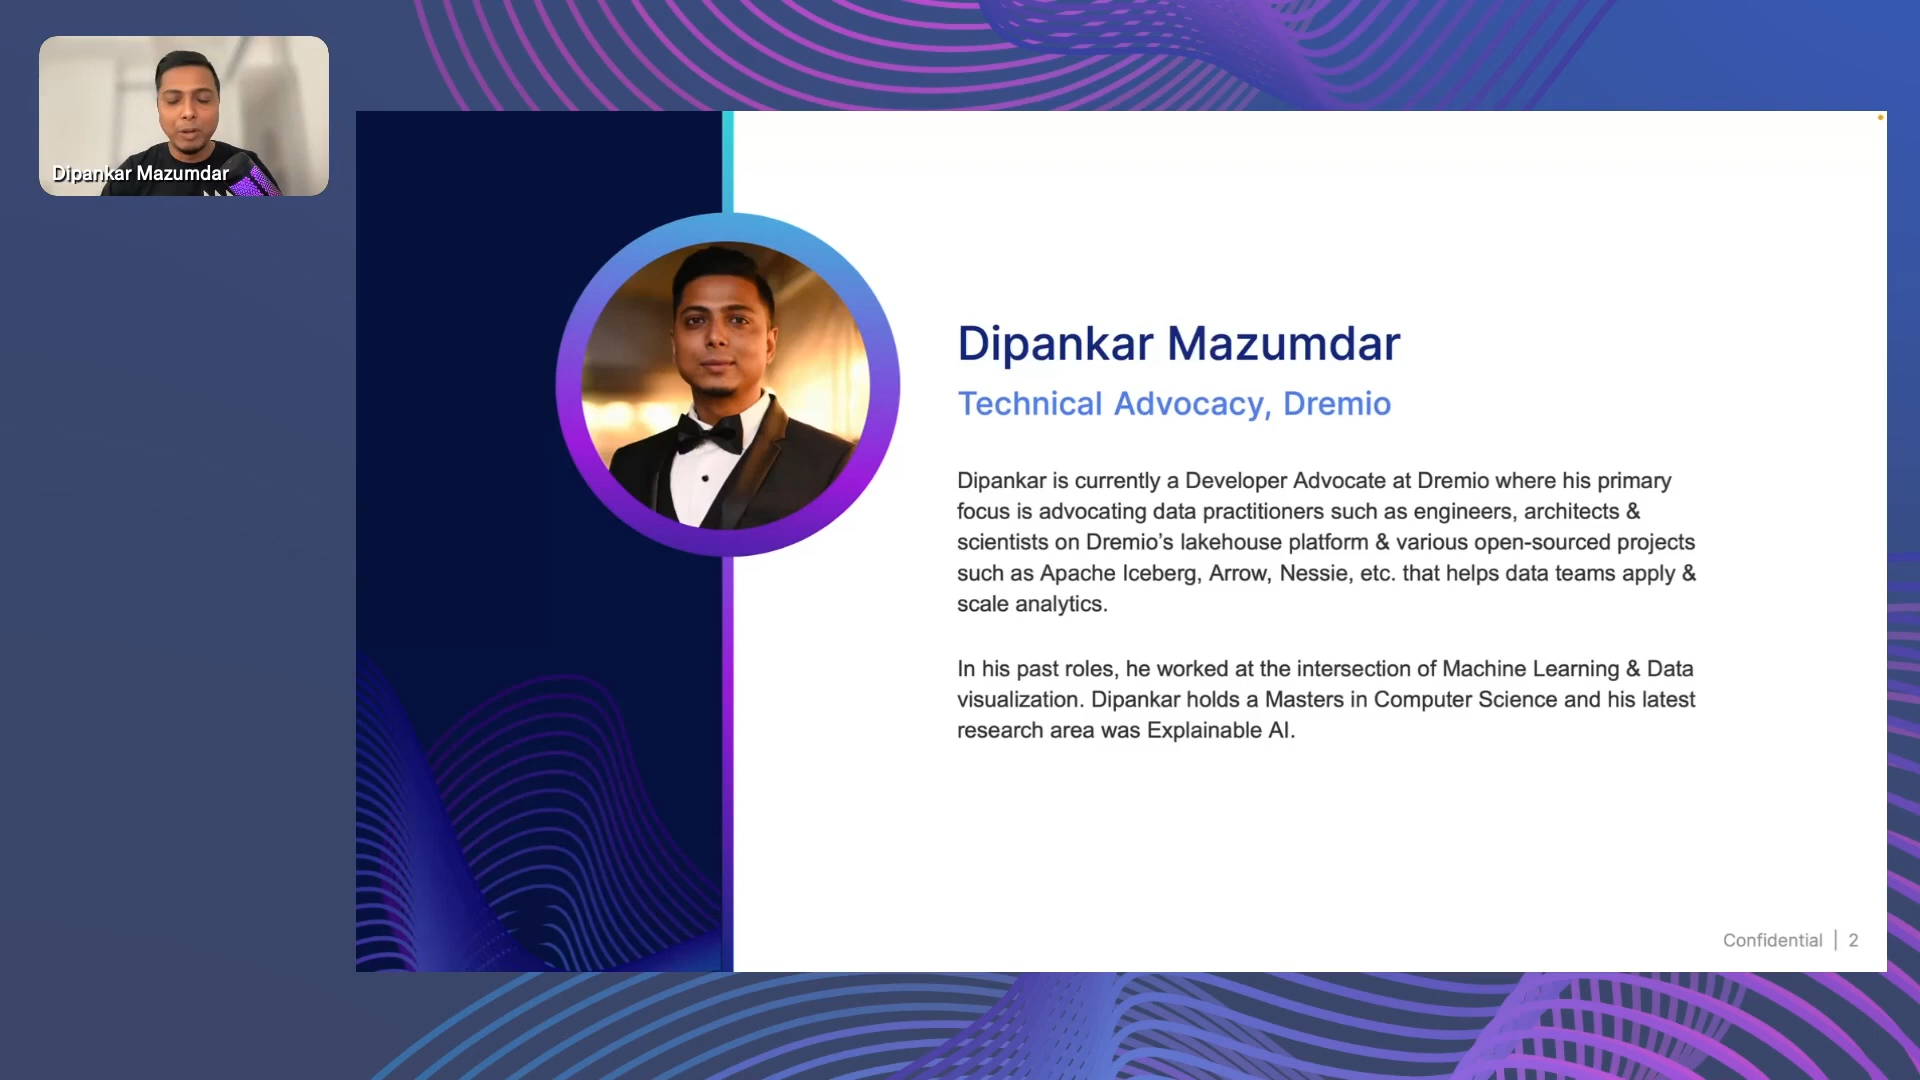 Dipankar Mazumdar
Dipankar Mazumdar
Technical Advocacy, Dremio
Dipankar is currently a Developer Advocate at Dremio where his primary
focus is advocating data practitioners such as engineers, architects &
scientists on Dremio’s lakehouse platform & various open-sourced projects
such as Apache Iceberg, Arrow, Nessie, etc. that helps data teams apply &
scale analytics.
In his past roles, he worked at the intersection of Machine Learning & Data
visualization. Dipankar holds a Masters in Computer Science and his latest
research area was Explainable AI.
Confidential | 2